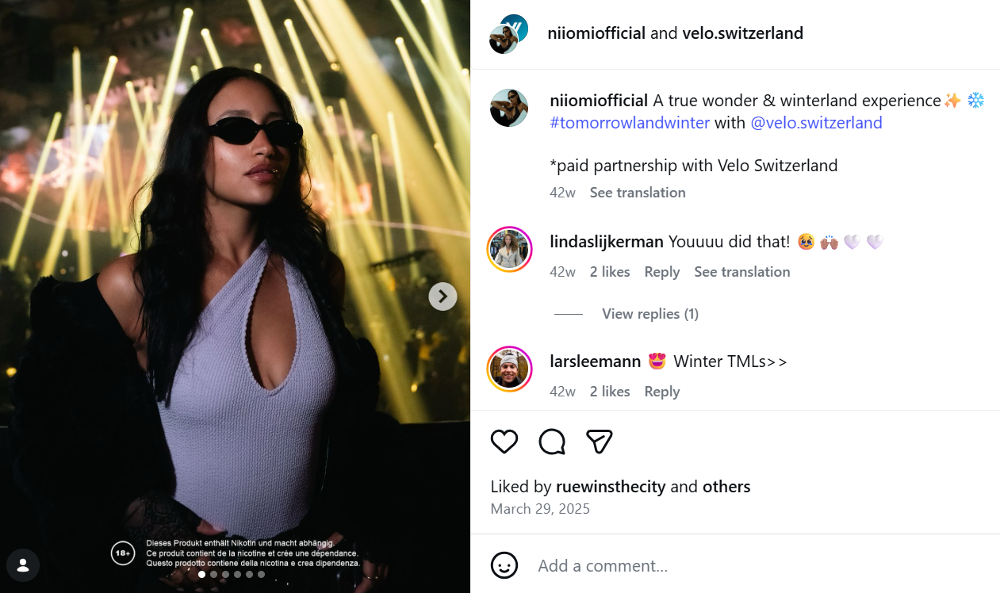 niiomiofficial and velo.switzerland
niiomiofficial A true wonder & winterland experience✨ ❄️
#tomorrowlandwinter with @velo.switzerland
*paid partnership with Velo Switzerland
42w See translation
lindaslijkerman Youuuu did that! 🥹 🙌🏽 🤍 🤍
42w 2 likes Reply See translation
View replies (1)
larsleemann 😍 Winter TMLs>>
42w 2 likes Reply
Liked by ruewinsthecity and others
March 29, 2025
Add a comment...
18+
Dieses Produkt enthält Nikotin und macht abhängig.
Ce produit contient de la nicotine et crée une dépendance.
Questo prodotto contiene della nicotina e crea dipendenza.